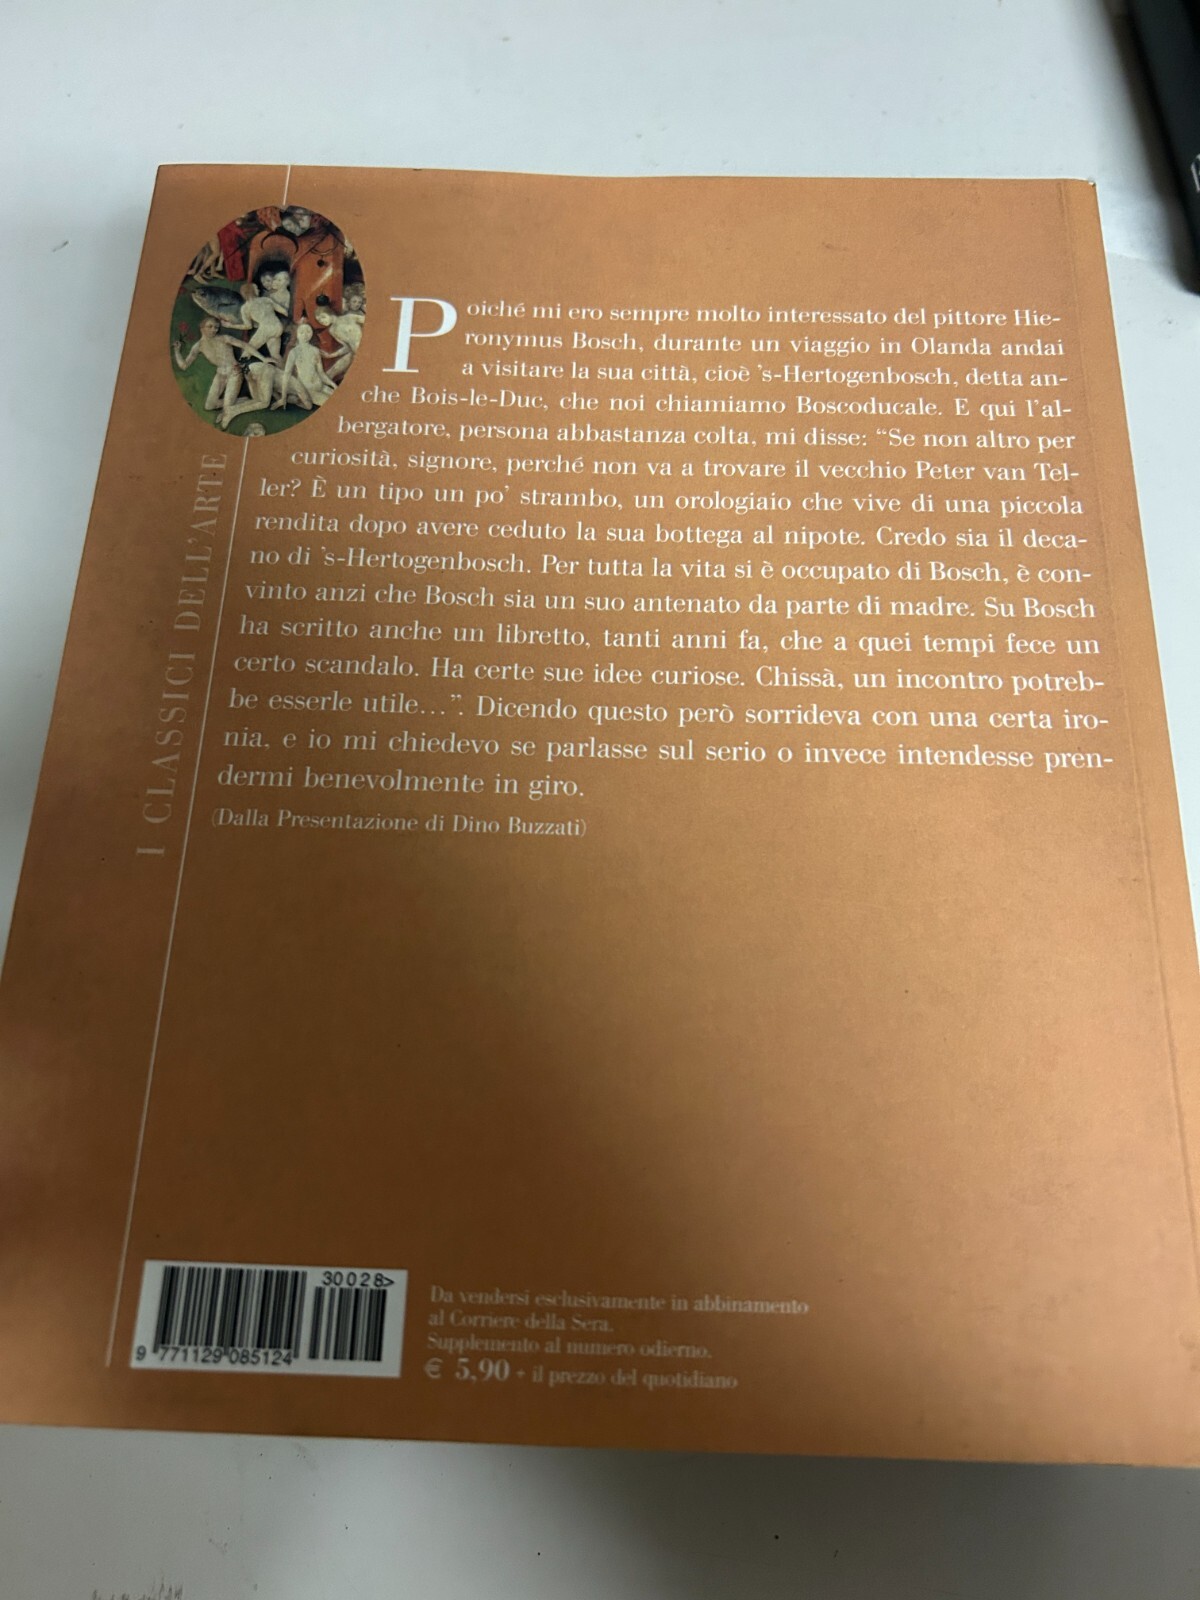 Poiché mi ero sempre molto interessato del pittore Hie-
ronymus Bosch, durante un viaggio in Olanda andai
a visitare la sua città, cioè 's-Hertogenbosch, detta an-
che Bois-le-Duc, che noi chiamiamo Boscoducale. E qui l'al-
bergatore, persona abbastanza colta, mi disse: “Se non altro per
curiosità, signore, perché non va a trovare il vecchio Peter van Tel-
ler? È un tipo un po' strambo, un orologiaio che vive di una piccola
rendita dopo avere ceduto la sua bottega al nipote. Credo sia il deca-
no di 's-Hertogenbosch. Per tutta la vita si è occupato di Bosch, è con-
vinto anzi che Bosch sia un suo antenato da parte di madre. Su Bosch
ha scritto anche un libretto, tanti anni fa, che a quei tempi fece un
certo scandalo. Ha certe sue idee curiose. Chissà, un incontro potreb-
be esserle utile…”. Dicendo questo però sorrideva con una certa iro-
nia, e io mi chiedevo se parlasse sul serio o invece intendesse pren-
dermi benevolmente in giro.
(Dalla Presentazione di Dino Buzzati)
I CLASSICI DELL'ARTE
30028>
9 771129 085124
Da vendersi esclusivamente in abbinamento
al Corriere della Sera.
Supplemento al numero odierno.
€ 5,90 + il prezzo del quotidiano